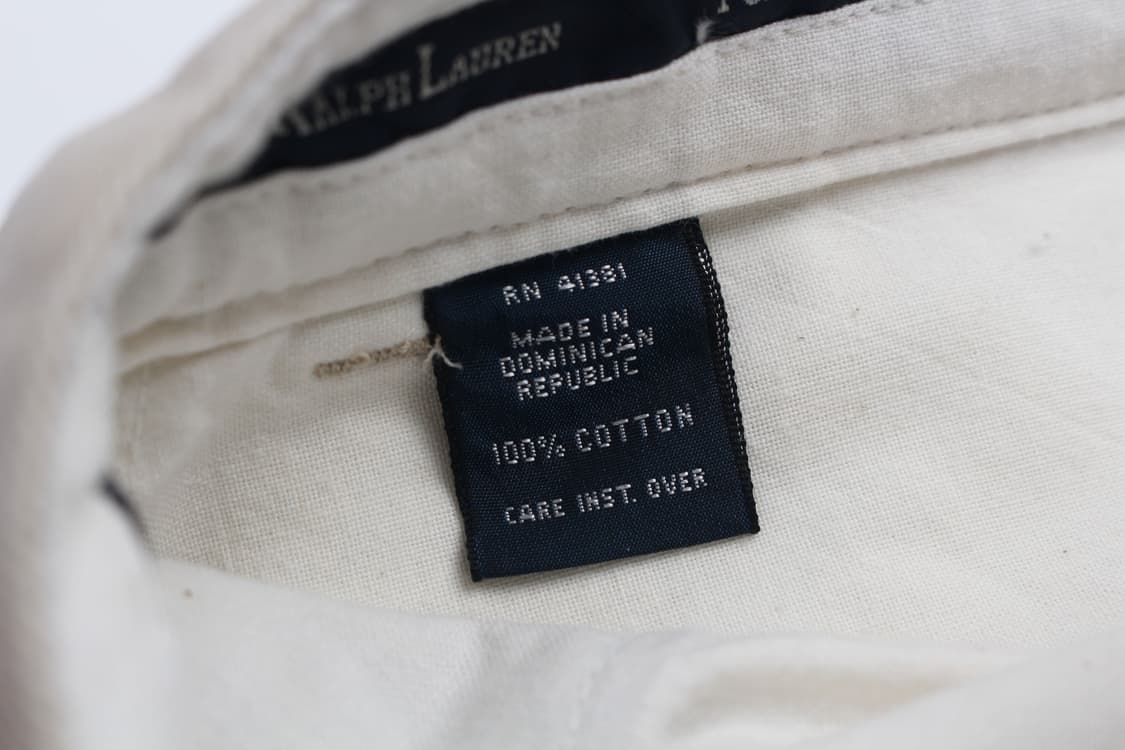 RALPH LAUREN
RN 41381
MADE IN
DOMINICAN
REPUBLIC
100% COTTON
CARE INST. OVER